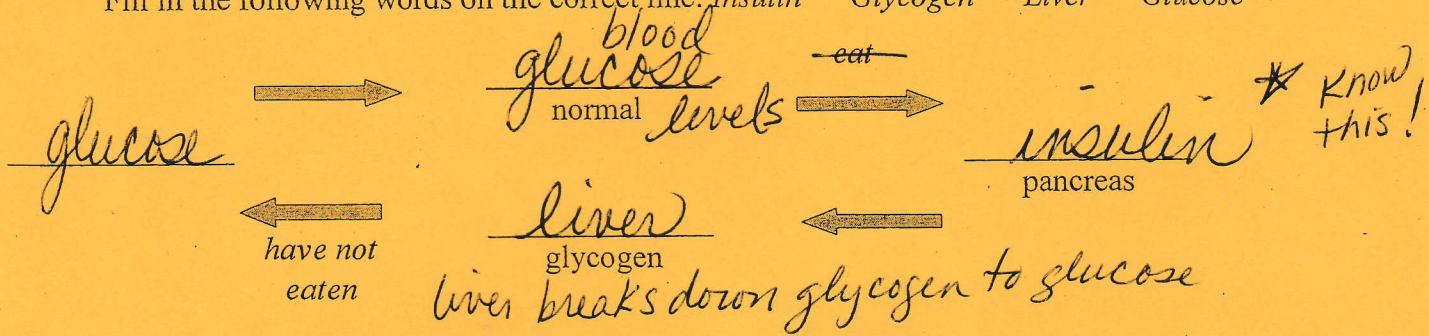 Fill in the following words on the correct line: Insulin Glycogen Liver Glucose
blood
glucose
eat
normal levels
* Know
this!
glucose
insulin
pancreas
liver
have not
eaten
glycogen
liver breaks down glycogen to glucose